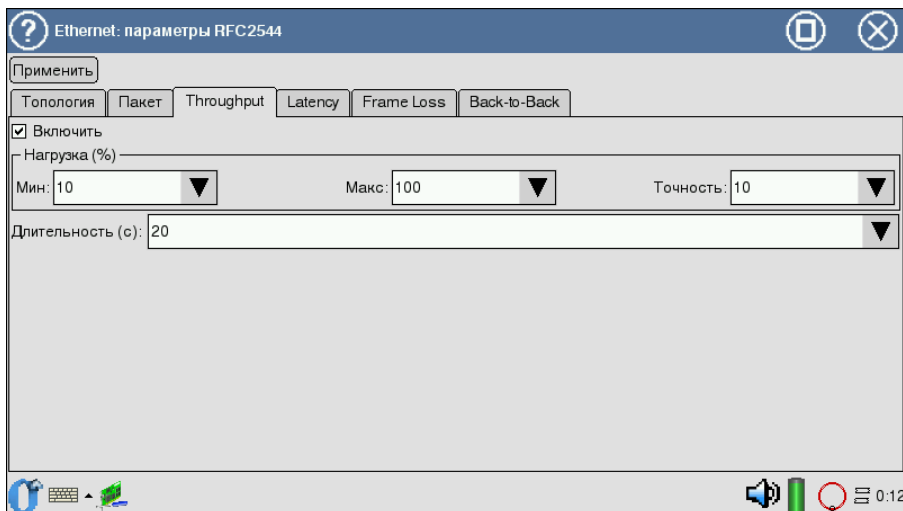 Ethernet: параметры RFC2544
Применить
Топология Пакет Throughput Latency Frame Loss Back-to-Back
Включить
Нагрузка (%)
Мин: 10 Макс: 100 Точность: 10
Длительность (с): 20
0:12